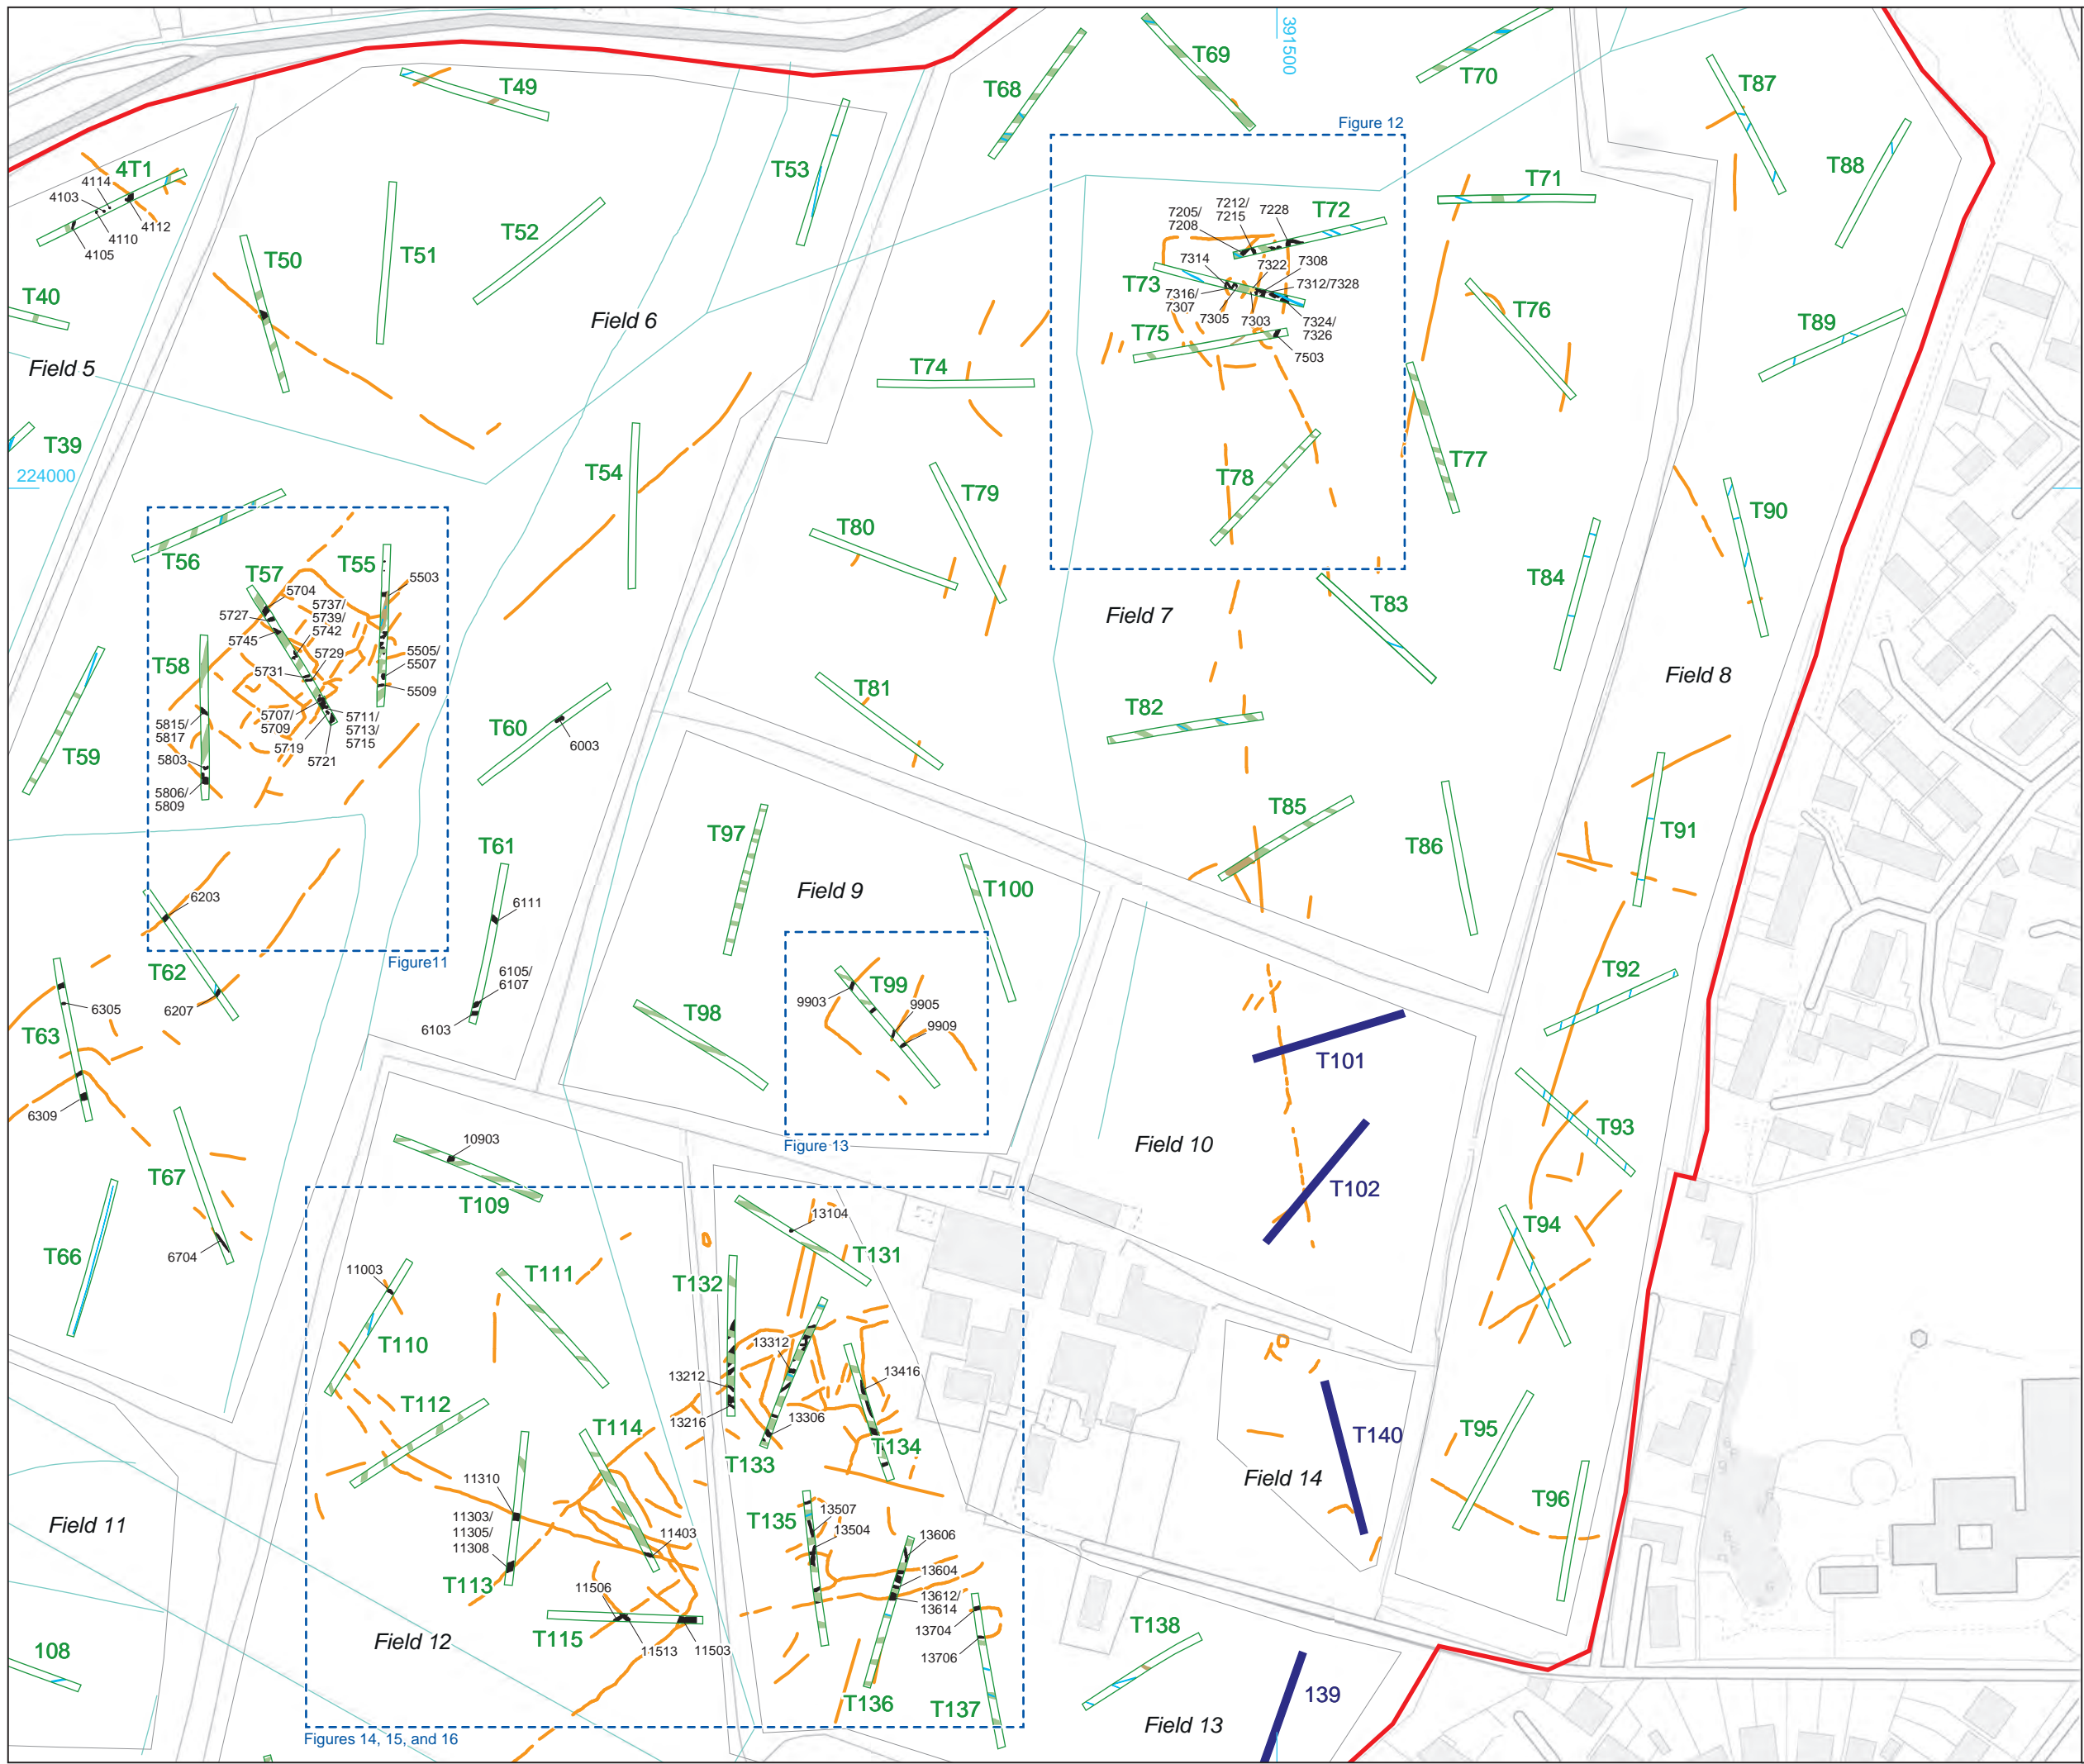 391500
T68
T69
T70
T87
T49
Figure 12
T88
4T1
4114
4103
4110
4112
4105
T53
T71
T50
T51
T52
7205/
7208
7212/
7215
7228
T72
7314
7322
7308
T73
7312/7328
7316/
7307
7305
7303
7324/
7326
T75
7503
T76
T89
T40
Field 6
Field 5
T74
T39
224000
T54
T79
T78
T77
T90
T80
T56
T57
T55
5503
5704
5727
5737/
5739/
5742
5745
5729
5731
5505/
5507
5509
T58
5707/
5709
5711/
5713/
5715
5719
5721
5815/
5817
5803
5806/
5809
T59
T84
T83
Field 7
Field 8
T81
T60
6003
T82
T97
T85
T86
T91
T61
Field 9
T100
6203
6111
T62
Figure11
6105/
6107
6103
6207
6305
T63
6309
T98
9903
T99
9905
9909
T92
T101
Figure 13
Field 10
T93
T102
10903
T109
T67
6704
T66
T94
13104
T131
11003
T111
T132
T110
13312
13212
13416
13216
13306
T112
T114
T133
T134
T140
T95
Field 14
T96
11310
11303/
11305/
11308
T113
11403
T135
13507
13504
13606
13604
13612/
13614
13704
13706
11506
T115
11513
11503
Field 11
Field 12
108
T136
T137
T138
139
Field 13
Figures 14, 15, and 16